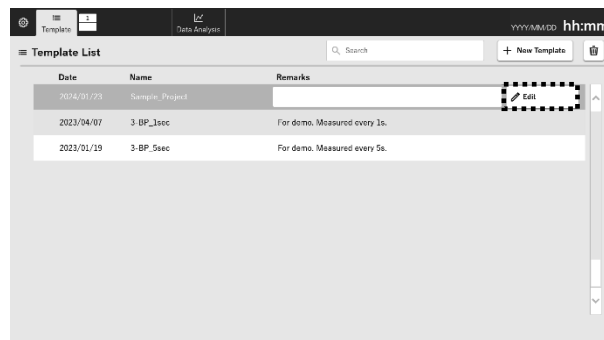 Template
1
Data Analysis
YYYY/MM/DD hh:mm
Template List
Search
+ New Template
Date Name Remarks
2024/01/23 Sample_Project Edit
2023/04/07 3-BP_1sec For demo. Measured every 1s.
2023/01/19 3-BP_5sec For demo. Measured every 5s.